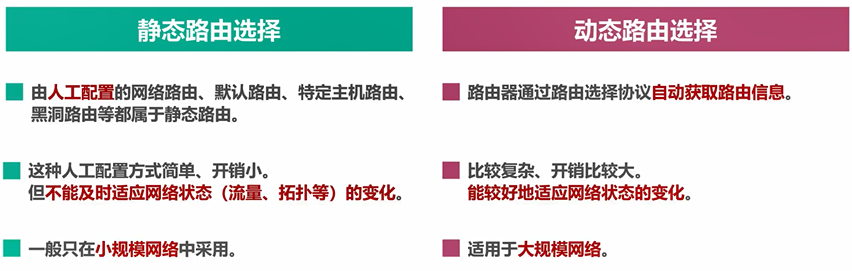 静态路由选择
由人工配置的网络路由、默认路由、特定主机路由、
黑洞路由等都属于静态路由。
这种人工配置方式简单、开销小。
但不能及时适应网络状态（流量、拓扑等）的变化。
一般只在小规模网络中采用。
动态路由选择
路由器通过路由选择协议自动获取路由信息。
比较复杂、开销比较大。
能较好地适应网络状态的变化。
适用于大规模网络。